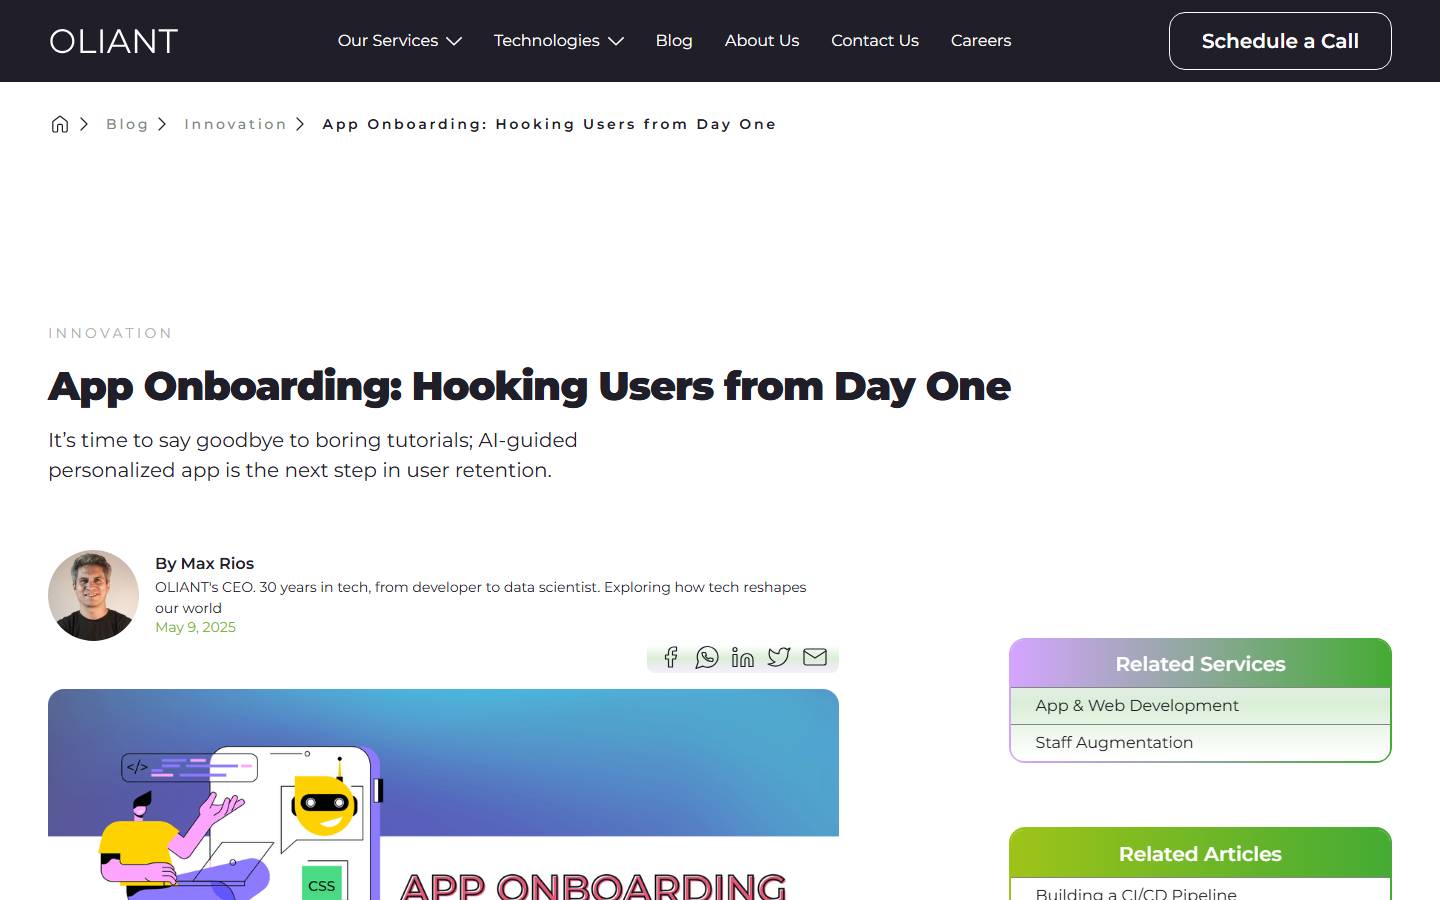 OLIANT
Our Services
Technologies
Blog
About Us
Contact Us
Careers
Schedule a Call
Blog
Innovation
App Onboarding: Hooking Users from Day One
INNOVATION
App Onboarding: Hooking Users from Day One
It’s time to say goodbye to boring tutorials; AI-guided
personalized app is the next step in user retention.
By Max Rios
OLIANT's CEO. 30 years in tech, from developer to data scientist. Exploring how tech reshapes
our world
May 9, 2025
</>
CSS
APP ONBOARDING
Related Services
App & Web Development
Staff Augmentation
Related Articles
Building a CI/CD Pipeline